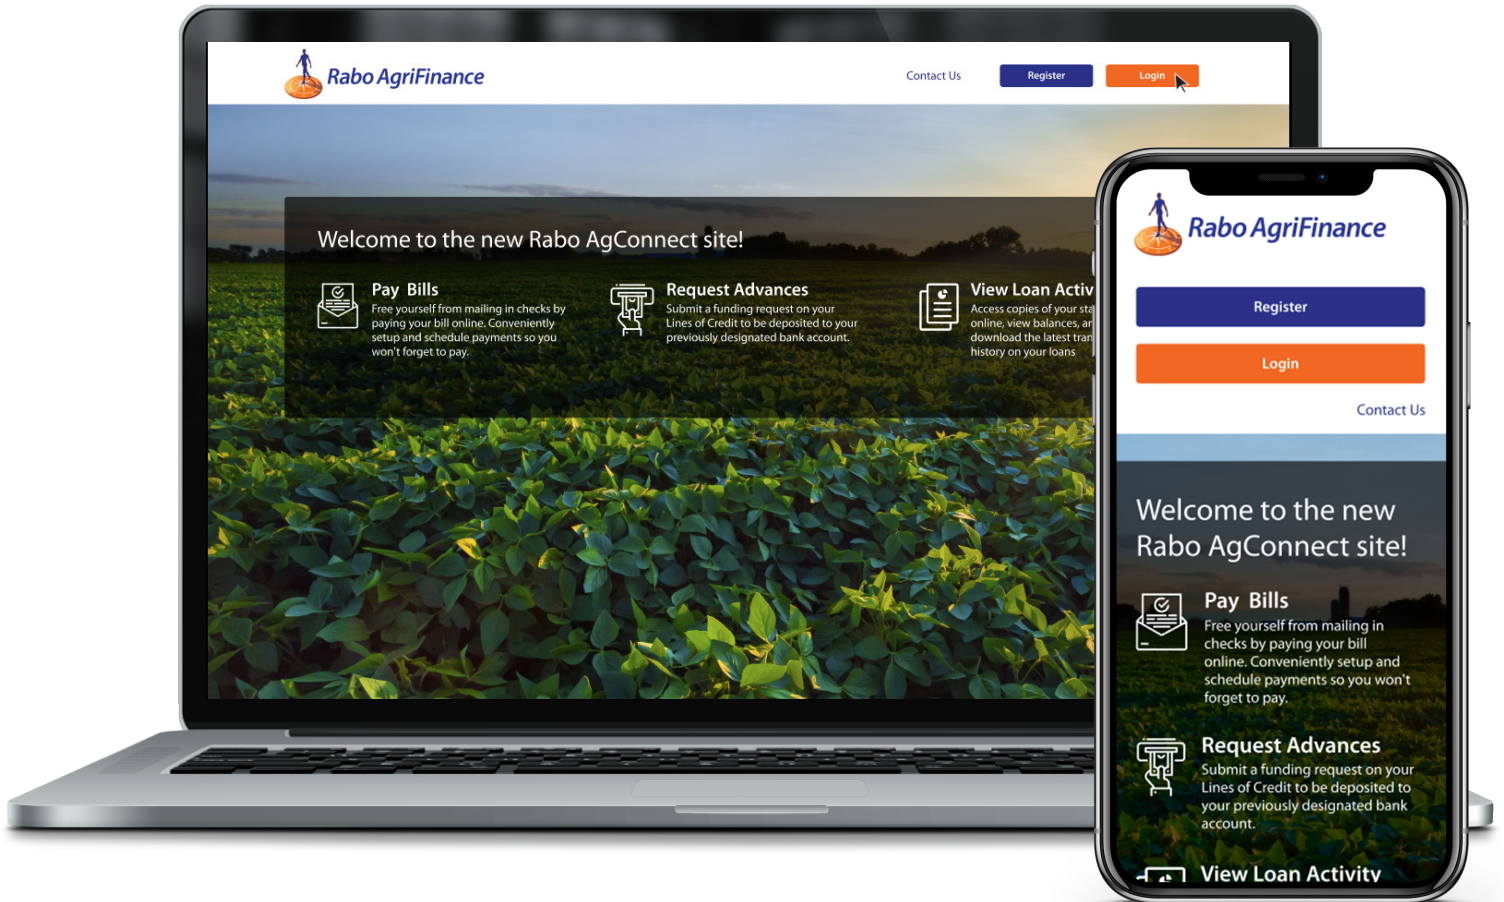 Rabo AgriFinance
Contact Us
Register
Login
Welcome to the new Rabo AgConnect site!
Pay Bills
Free yourself from mailing in checks by
paying your bill online. Conveniently
setup and schedule payments so you
won't forget to pay.
Request Advances
Submit a funding request on your
Lines of Credit to be deposited to your
previously designated bank account.
View Loan Activ
Access copies of your sta
online, view balances, an
download the latest tran
history on your loans
Rabo AgriFinance
Register
Login
Contact Us
Welcome to the new
Rabo AgConnect site!
Pay Bills
Free yourself from mailing in
checks by paying your bill
online. Conveniently setup and
schedule payments so you won't
forget to pay.
Request Advances
Submit a funding request on your
Lines of Credit to be deposited to
your previously designated bank
account.
View Loan Activity